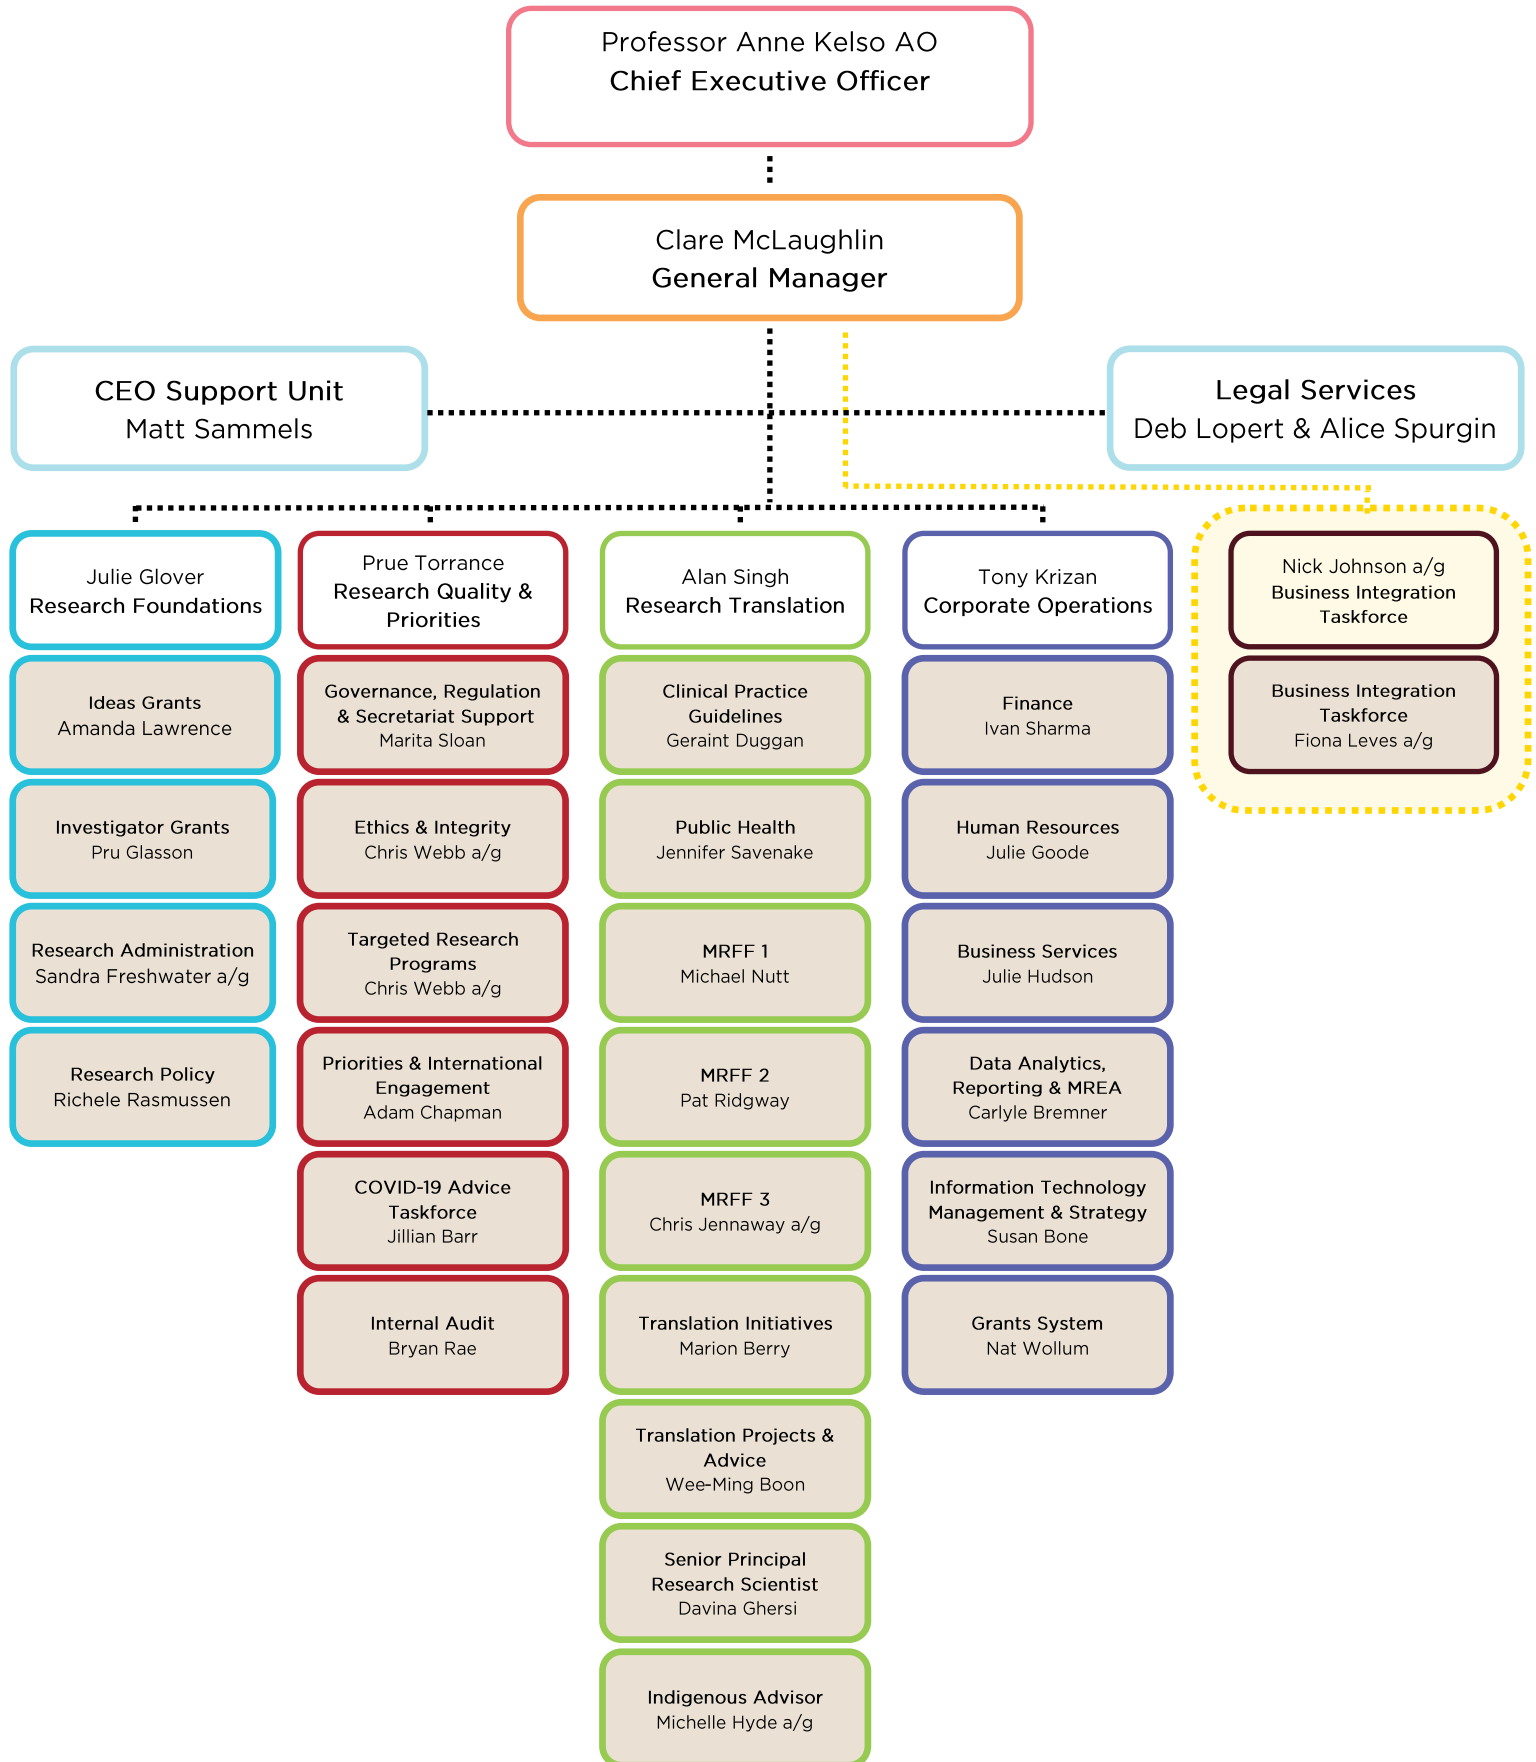 Professor Anne Kelso AO
Chief Executive Officer
Clare McLaughlin
General Manager
CEO Support Unit
Matt Sammels
Legal Services
Deb Lopert & Alice Spurgin
Julie Glover
Research Foundations
Ideas Grants
Amanda Lawrence
Investigator Grants
Pru Glasson
Research Administration
Sandra Freshwater a/g
Research Policy
Richele Rasmussen
Prue Torrance
Research Quality &
Priorities
Governance, Regulation
& Secretariat Support
Marita Sloan
Ethics & Integrity
Chris Webb a/g
Targeted Research
Programs
Chris Webb a/g
Priorities & International
Engagement
Adam Chapman
COVID-19 Advice
Taskforce
Jillian Barr
Internal Audit
Bryan Rae
Alan Singh
Research Translation
Clinical Practice
Guidelines
Geraint Duggan
Public Health
Jennifer Savenake
MRFF 1
Michael Nutt
MRFF 2
Pat Ridgway
MRFF 3
Chris Jennaway a/g
Translation Initiatives
Marion Berry
Translation Projects &
Advice
Wee-Ming Boon
Senior Principal
Research Scientist
Davina Ghersi
Indigenous Advisor
Michelle Hyde a/g
Tony Krizan
Corporate Operations
Finance
Ivan Sharma
Human Resources
Julie Goode
Business Services
Julie Hudson
Data Analytics,
Reporting & MREA
Carlyle Bremner
Information Technology
Management & Strategy
Susan Bone
Grants System
Nat Wollum
Nick Johnson a/g
Business Integration
Taskforce
Business Integration
Taskforce
Fiona Leves a/g